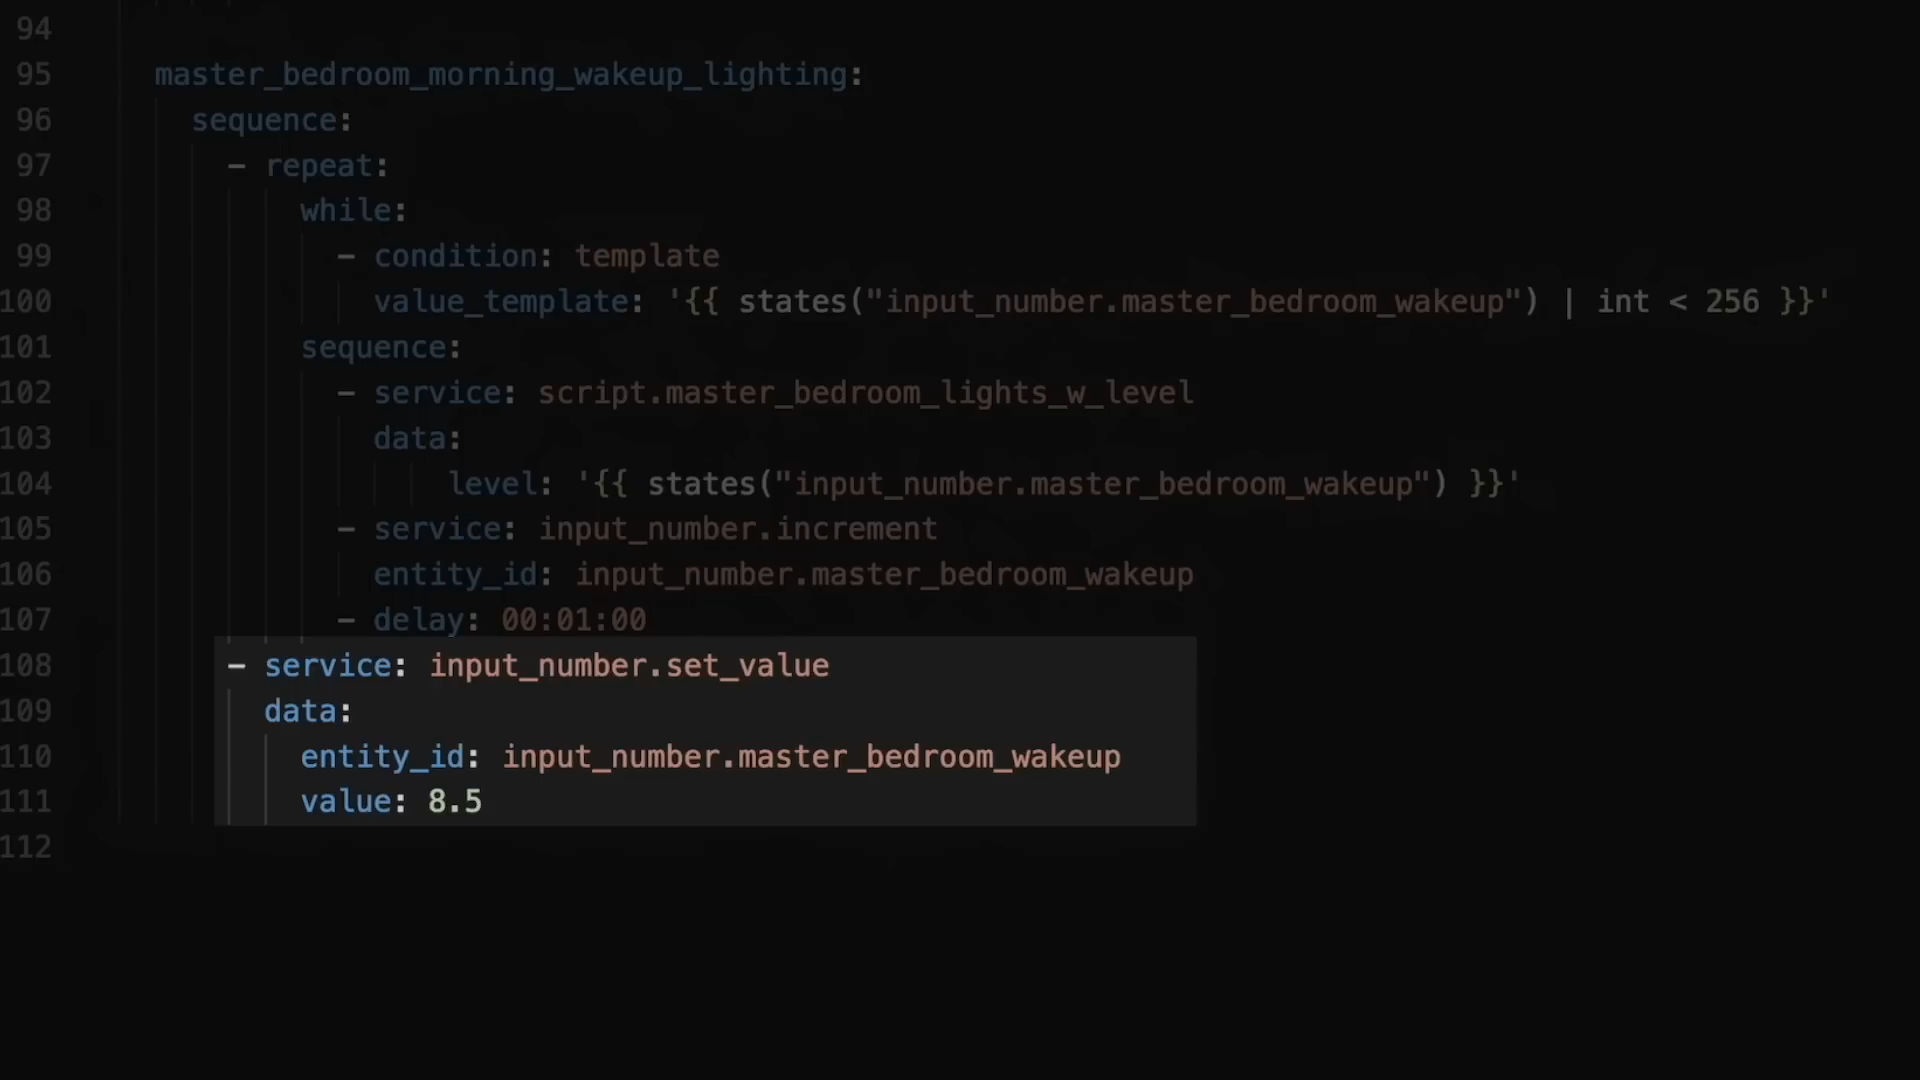 94
95 master_bedroom_morning_wakeup_lighting:
96 sequence:
97 - repeat:
98 while:
99 - condition: template
100 value_template: '{{ states("input_number.master_bedroom_wakeup") | int < 256 }}'
101 sequence:
102 - service: script.master_bedroom_lights_w_level
103 data:
104 level: '{{ states("input_number.master_bedroom_wakeup") }}'
105 - service: input_number.increment
106 entity_id: input_number.master_bedroom_wakeup
107 - delay: 00:01:00
108 - service: input_number.set_value
109 data:
110 entity_id: input_number.master_bedroom_wakeup
111 value: 8.5
112